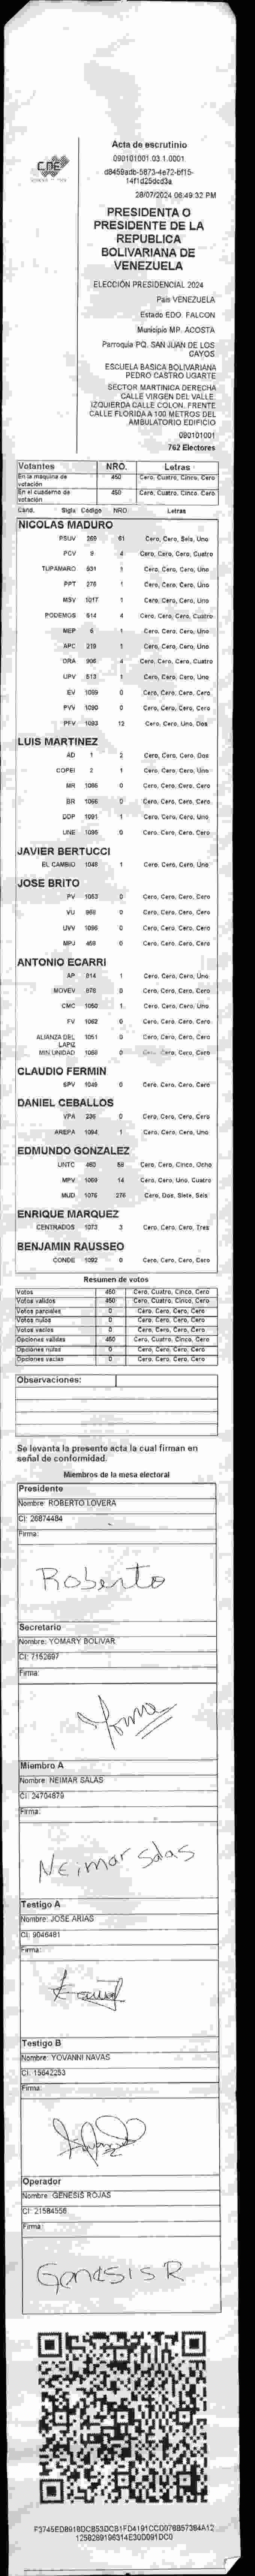 CNE
Acta de escrutinio
090101001.03.1.0001
d8459adb-5873-4e72-bf15-
14f1d25dcd3a
28/07/2024 06:49:32 PM
PRESIDENTA O
PRESIDENTE DE LA
REPUBLICA
BOLIVARIANA DE
VENEZUELA
ELECCIÓN PRESIDENCIAL 2024
País VENEZUELA
Estado EDO. FALCON
Municipio MP. ACOSTA
Parroquia PQ. SAN JUAN DE LOS
CAYOS
ESCUELA BASICA BOLIVARIANA
PEDRO CASTRO UGARTE
SECTOR MARTINICA DERECHA
CALLE VIRGEN DEL VALLE.
IZQUIERDA CALLE COLON. FRENTE
CALLE FLORIDA A 100 METROS DEL
AMBULATORIO EDIFICIO
090101001
762 Electores
Votantes NRO. Letras
En la maquina de votación 450 Cero, Cuatro, Cinco, Cero
En el cuaderno de votación 450 Cero, Cuatro, Cinco, Cero
Cand. Sigla Código NRO Letras
NICOLAS MADURO
PSUV 269 61 Cero, Cero, Seis, Uno
PCV 9 4 Cero, Cero, Cero, Cuatro
TUPAMARO 931 1 Cero, Cero, Cero, Uno
PPT 276 1 Cero, Cero, Cero, Uno
MSV 1017 1 Cero, Cero, Cero, Uno
PODEMOS 514 4 Cero, Cero, Cero, Cuatro
MEP 6 1 Cero, Cero, Cero, Uno
APC 219 1 Cero, Cero, Cero, Uno
ORA 906 4 Cero, Cero, Cero, Cuatro
UPV 513 1 Cero, Cero, Cero, Uno
EV 1099 0 Cero, Cero, Cero, Cero
PVV 1090 0 Cero, Cero, Cero, Cero
PFV 1093 12 Cero, Cero, Uno, Dos
LUIS MARTINEZ
AD 1 2 Cero, Cero, Cero, Dos
COPEI 2 1 Cero, Cero, Cero, Uno
MR 1086 0 Cero, Cero, Cero, Cero
BR 1066 0 Cero, Cero, Cero, Cero
DDP 1091 1 Cero, Cero, Cero, Uno
UNE 1096 0 Cero, Cero, Cero, Cero
JAVIER BERTUCCI
EL CAMBIO 1048 1 Cero, Cero, Cero, Uno
JOSE BRITO
PV 1053 0 Cero, Cero, Cero, Cero
VU 968 0 Cero, Cero, Cero, Cero
UVV 1096 0 Cero, Cero, Cero, Cero
MPJ 459 0 Cero, Cero, Cero, Cero
ANTONIO ECARRI
AP 914 1 Cero, Cero, Cero, Uno
MOVEV 878 0 Cero, Cero, Cero, Cero
CMC 1050 1 Cero, Cero, Cero, Uno
FV 1062 0 Cero, Cero, Cero, Cero
ALIANZA DEL LAPIZ 1051 0 Cero, Cero, Cero, Cero
MIN UNIDAD 1056 0 Cero, Cero, Cero, Cero
CLAUDIO FERMIN
SPV 1049 0 Cero, Cero, Cero, Cero
DANIEL CEBALLOS
VPA 236 0 Cero, Cero, Cero, Cero
AREPA 1094 1 Cero, Cero, Cero, Uno
EDMUNDO GONZALEZ
UNTC 460 58 Cero, Cero, Cinco, Ocho
MPV 1069 14 Cero, Cero, Uno, Cuatro
MUD 1076 276 Cero, Dos, Siete, Seis
ENRIQUE MARQUEZ
CENTRADOS 1073 3 Cero, Cero, Cero, Tres
BENJAMIN RAUSSEO
CONDE 1092 0 Cero, Cero, Cero, Cero
Resumen de votos
Votos 450 Cero, Cuatro, Cinco, Cero
Votos validos 450 Cero, Cuatro, Cinco, Cero
Votos parciales 0 Cero, Cero, Cero, Cero
Votos nulos 0 Cero, Cero, Cero, Cero
Votos vacios 0 Cero, Cero, Cero, Cero
Opciones validas 450 Cero, Cuatro, Cinco, Cero
Opciones nulas 0 Cero, Cero, Cero, Cero
Opciones vacias 0 Cero, Cero, Cero, Cero
Observaciones:
Se levanta la presente acta la cual firman en
señal de conformidad.
Miembros de la mesa electoral
Presidente
Nombre: ROBERTO LOVERA
CI: 26874484
Firma:
Roberto
Secretario
Nombre: YOMARY BOLIVAR
CI: 7152697
Firma:
Miembro A
Nombre: NEIMAR SALAS
CI: 24704879
Firma:
Neimar Salas
Testigo A
Nombre: JOSE ARIAS
CI: 9046481
Firma:
Testigo B
Nombre: YOVANNI NAVAS
CI: 15642253
Firma:
Operador
Nombre: GENESIS ROJAS
CI: 21584556
Firma:
Genesis R
F3745EDB918DCB53DCB1FD4191CCD076B57384A12
1256289196314E30D091DC0